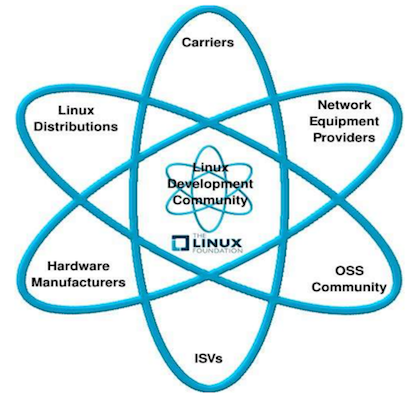 Carriers
Linux
Distributions
Network
Equipment
Providers
Linux
Development
Community
THE
LINUX
FOUNDATION
Hardware
Manufacturers
OSS
Community
ISVs